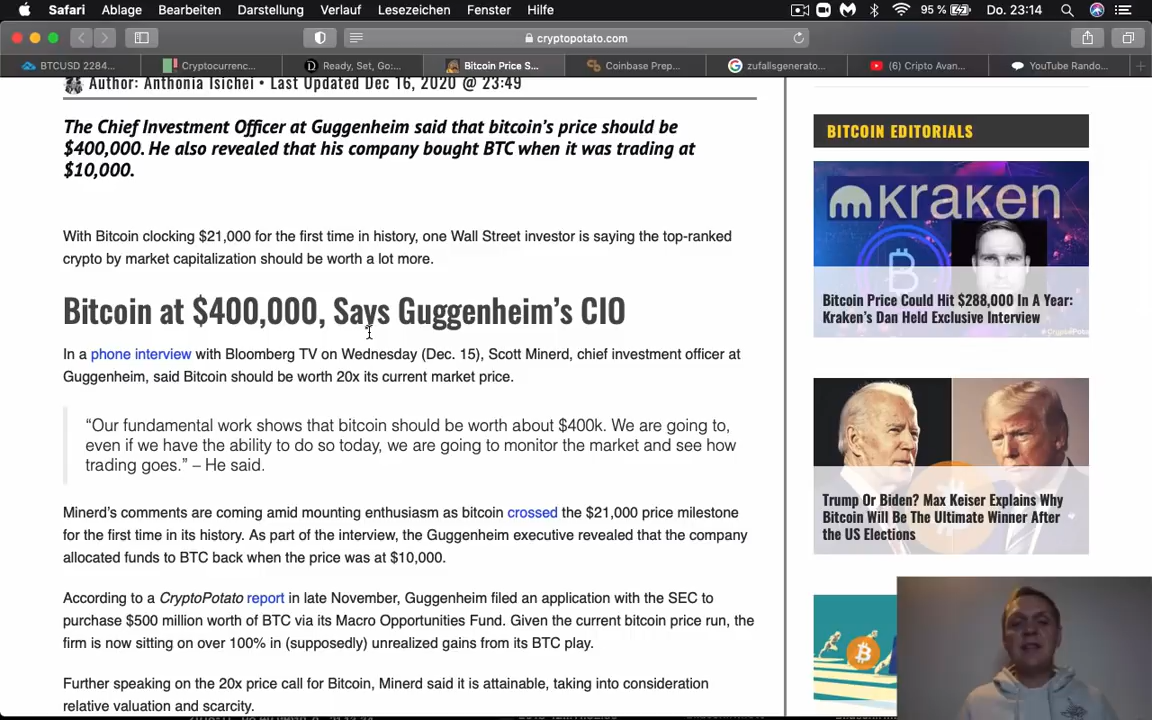 Safari Ablage Bearbeiten Darstellung Verlauf Lesezeichen Fenster Hilfe 95 % Do. 23:14
cryptopotato.com
BTCUSD 2284...
Cryptocurrenc...
Ready, Set, Go:...
Bitcoin Price S...
Coinbase Prep...
zufallsgenerato...
(6) Cripto Avan...
YouTube Rando...
Author: Anthonia Isichei • Last Updated Dec 16, 2020 @ 23:49
The Chief Investment Officer at Guggenheim said that bitcoin's price should be
$400,000. He also revealed that his company bought BTC when it was trading at
$10,000.
With Bitcoin clocking $21,000 for the first time in history, one Wall Street investor is saying the top-ranked
crypto by market capitalization should be worth a lot more.
Bitcoin at $400,000, Says Guggenheim's CIO
In a phone interview with Bloomberg TV on Wednesday (Dec. 15), Scott Minerd, chief investment officer at
Guggenheim, said Bitcoin should be worth 20x its current market price.
“Our fundamental work shows that bitcoin should be worth about $400k. We are going to,
even if we have the ability to do so today, we are going to monitor the market and see how
trading goes.” – He said.
Minerd's comments are coming amid mounting enthusiasm as bitcoin crossed the $21,000 price milestone
for the first time in its history. As part of the interview, the Guggenheim executive revealed that the company
allocated funds to BTC back when the price was at $10,000.
According to a CryptoPotato report in late November, Guggenheim filed an application with the SEC to
purchase $500 million worth of BTC via its Macro Opportunities Fund. Given the current bitcoin price run, the
firm is now sitting on over 100% in (supposedly) unrealized gains from its BTC play.
Further speaking on the 20x price call for Bitcoin, Minerd said it is attainable, taking into consideration
relative valuation and scarcity.
BITCOIN EDITORIALS
kraken
Bitcoin Price Could Hit $288,000 In A Year:
Kraken's Dan Held Exclusive Interview
CryptoPotato
Trump Or Biden? Max Keiser Explains Why
Bitcoin Will Be The Ultimate Winner After
the US Elections